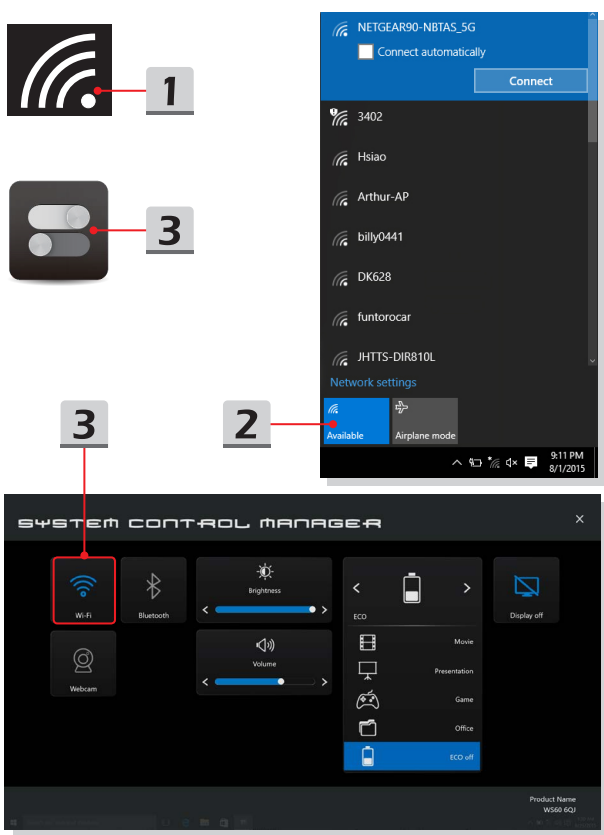 1
3
NETGEAR90-NBTAS_5G
Connect automatically
Connect
3402
Hsiao
Arthur-AP
billy0441
DK628
funtorocar
JHTTS-DIR810L
Network settings
Available
Airplane mode
9:11 PM
8/1/2015
2
3
SYSTEM CONTROL MANAGER
Wi-Fi
Bluetooth
Brightness
ECO
Display off
Webcam
Volume
Movie
Presentation
Game
Office
ECO off
Product Name
WS60 6QJ